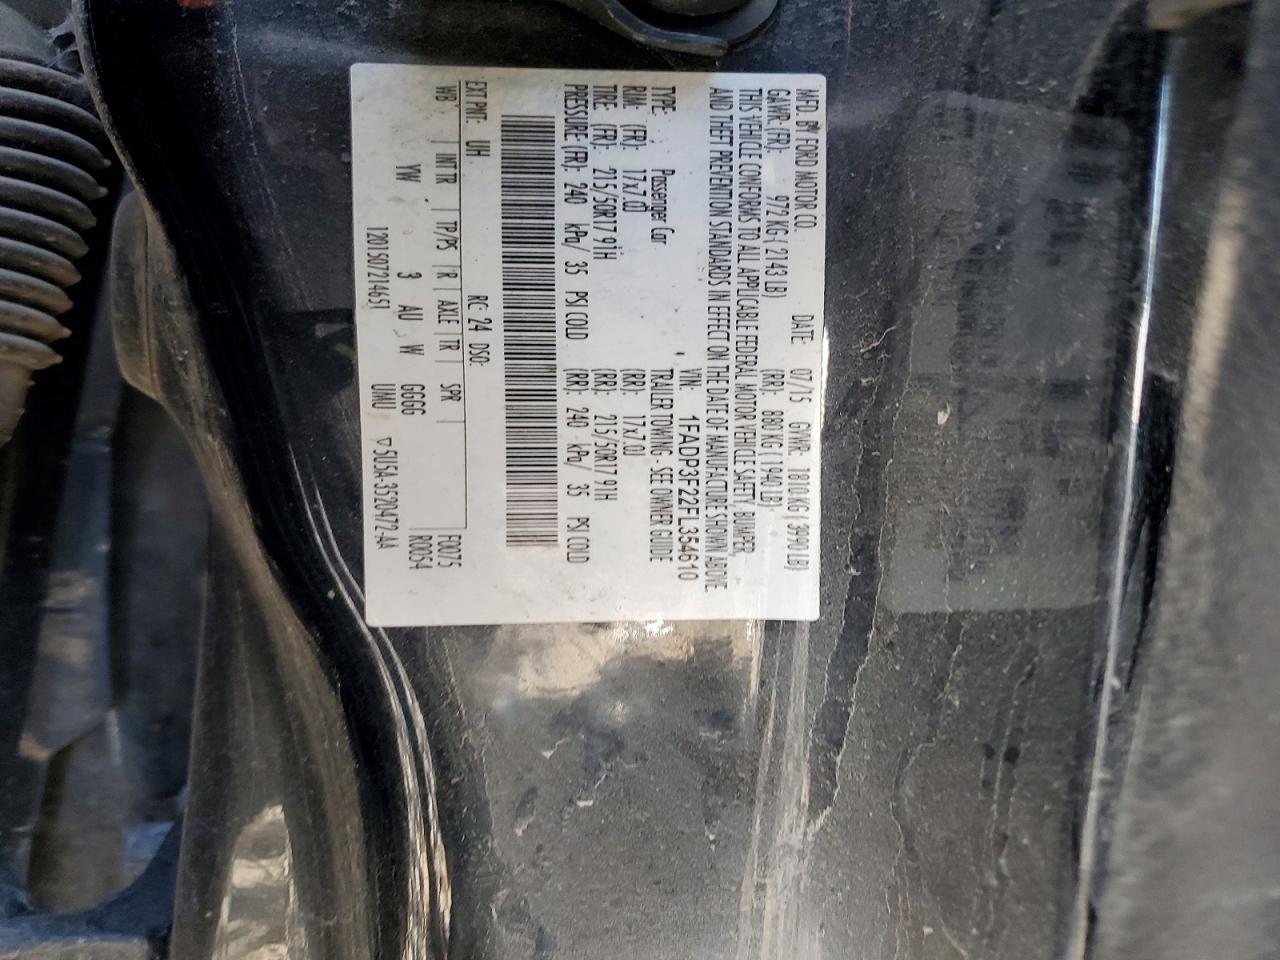 MFD. BY FORD MOTOR CO.
DATE: 07/15 GVWR: 1810 KG ( 3990 LB)
GAWR: (FR): 972 KG ( 2143 LB) (RR): 880 KG ( 1940 LB)
THIS VEHICLE CONFORMS TO ALL APPLICABLE FEDERAL MOTOR VEHICLE SAFETY, BUMPER,
AND THEFT PREVENTION STANDARDS IN EFFECT ON THE DATE OF MANUFACTURE SHOWN ABOVE
VIN: 1FADP3F22FL354610
TYPE: Passenger Car TRAILER TOWING - SEE OWNER GUIDE
RIM: (FR): 17x7.0J (RR): 17x7.0J
TIRE: (FR): 215/50R17 91H (RR): 215/50R17 91H
PRESSURE (FR): 240 kPa/ 35 PSI COLD (RR): 240 kPa/ 35 PSI COLD
EXT PNT: UH RC: 24 DSO:
WB INT TR TP/PS R AXLE TR SPR F0075
YW 3 AU W GGGG R0034
1201507214651 UMU ▽5U5A-3520472-AA